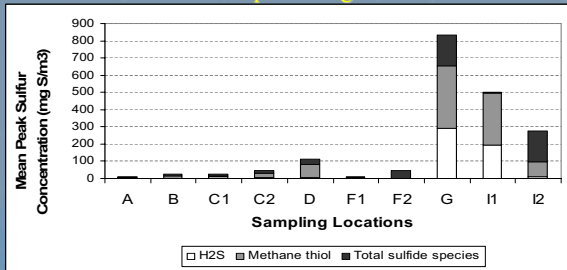 900
800
700
600
500
400
300
200
100
0
Mean Peak Sulfur
Concentration (mg S/m3)
A B C1 C2 D F1 F2 G I1 I2
Sampling Locations
H2S Methane thiol Total sulfide species